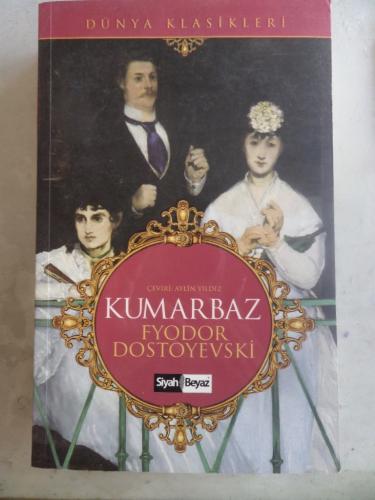 DÜNYA KLASİKLERİ
ÇEVİRİ: AYLİN YILDIZ
KUMARBAZ
FYODOR
DOSTOYEVSKİ
Siyah Beyaz